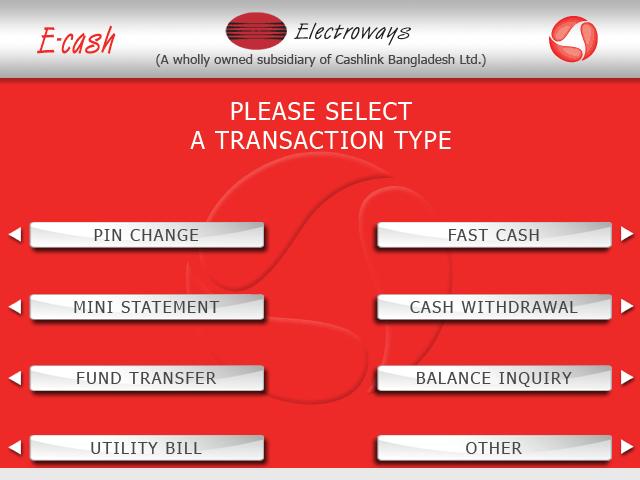 E-cash
Electroways
(A wholly owned subsidiary of Cashlink Bangladesh Ltd.)
PLEASE SELECT
A TRANSACTION TYPE
PIN CHANGE
FAST CASH
MINI STATEMENT
CASH WITHDRAWAL
FUND TRANSFER
BALANCE INQUIRY
UTILITY BILL
OTHER